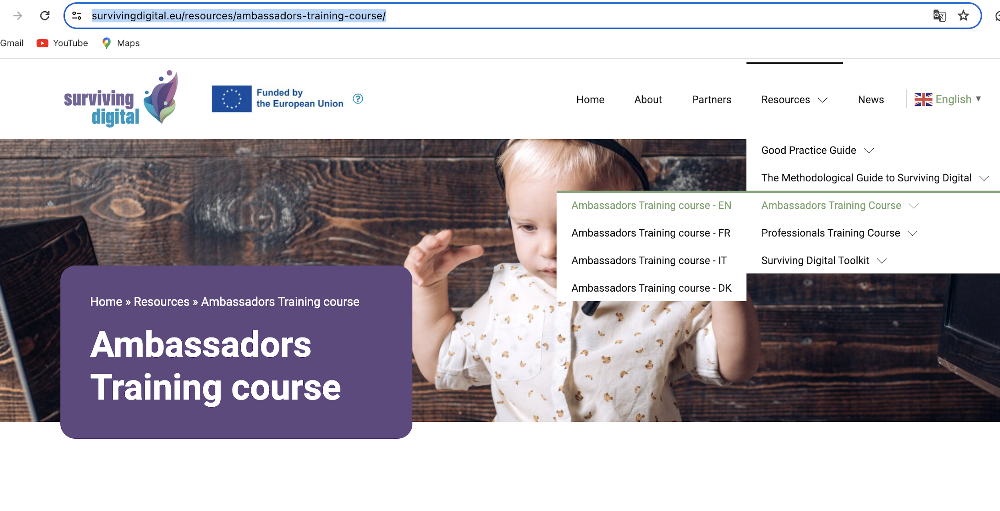 survivingdigital.eu/resources/ambassadors-training-course/
Gmail YouTube Maps
surviving
digital
Funded by
the European Union
?
Home About Partners Resources News English
Good Practice Guide
The Methodological Guide to Surviving Digital
Ambassadors Training Course
Professionals Training Course
Surviving Digital Toolkit
Ambassadors Training course - EN
Ambassadors Training course - FR
Ambassadors Training course - IT
Ambassadors Training course - DK
Home » Resources » Ambassadors Training course
Ambassadors
Training course